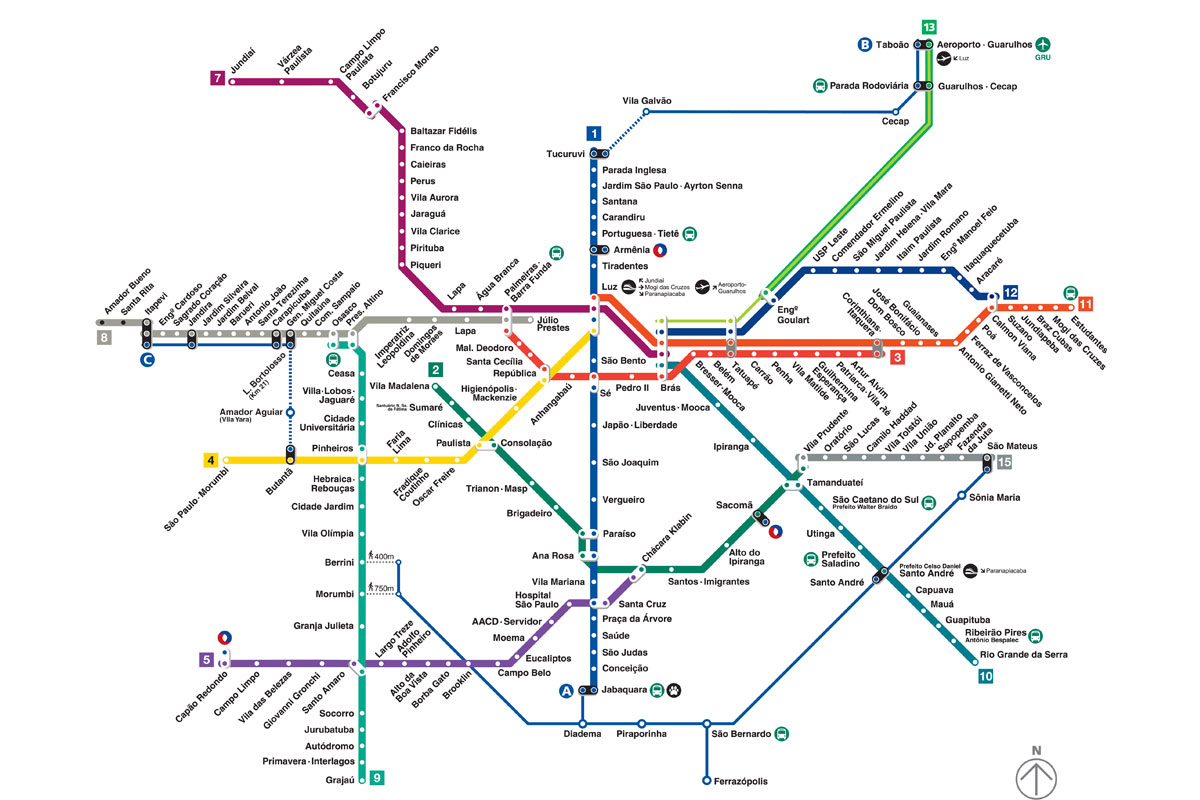 13
B Taboão
Aeroporto · Guarulhos
GRU
Luz
Parada Rodoviária
Guarulhos · Cecap
Vila Galvão
Cecap
7
Jundiaí
Várzea
Paulista
Campo Limpo
Paulista
Botujuru
Francisco Morato
Baltazar Fidélis
Franco da Rocha
Caieiras
Perus
Vila Aurora
Jaraguá
Vila Clarice
Pirituba
Piqueri
Lapa
Água Branca
Palmeiras-
Barra Funda
1
Tucuruvi
Parada Inglesa
Jardim São Paulo · Ayrton Senna
Santana
Carandiru
Portuguesa · Tietê
Armênia
Tiradentes
Luz
Jundiaí
Mogi das Cruzes
Paranapiacaba
Aeroporto-
Guarulhos
São Bento
Sé
Japão · Liberdade
São Joaquim
Vergueiro
Paraíso
Ana Rosa
Vila Mariana
Santa Cruz
Praça da Árvore
Saúde
São Judas
Conceição
A
Jabaquara
8
Amador Bueno
Santa Rita
Itapevi
C
Engº Cardoso
Sagrado Coração
Jandira
Jardim Silveira
Jardim Belval
Barueri
Antonio João
Santa Terezinha
Carapicuíba
Gen. Miguel Costa
Quitaúna
Com. Sampaio
Osasco
Pres. Altino
Imperatriz
Leopoldina
Domingos
de Moraes
Lapa
Júlio
Prestes
L. Bortolosso
(Km 21)
Amador Aguiar
(Vila Yara)
Mal. Deodoro
Santa Cecília
República
Anhangabaú
Pedro II
Brás
Bresser · Mooca
Belém
Tatuapé
Carrão
Penha
Vila Matilde
Guilhermina
Esperança
Patriarca · Vila Ré
Artur Alvim
Corinthians-
Itaquera
3
Dom Bosco
José Bonifácio
Guaianases
Antonio Gianetti Neto
Ferraz de Vasconcelos
Poá
Calmon Viana
Suzano
Jundiapeba
Braz Cubas
Mogi das Cruzes
Estudantes
11
12
Engº
Goulart
USP Leste
Comendador Ermelino
São Miguel Paulista
Jardim Helena · Vila Mara
Itaim Paulista
Jardim Romano
Engº Manoel Feio
Itaquaquecetuba
Aracaré
2
Vila Madalena
Santuário N. Sa.
de Fátima
Sumaré
Clínicas
Consolação
Trianon · Masp
Brigadeiro
Chácara Klabin
Santos · Imigrantes
Alto do
Ipiranga
Sacomã
Tamanduateí
Vila Prudente
Oratório
São Lucas
Camilo Haddad
Vila Tolstói
Vila União
Jd. Planalto
Sapopemba
Fazenda
da Juta
São Mateus
15
Sônia Maria
Higienópolis-
Mackenzie
Paulista
Oscar Freire
Fradique
Coutinho
Faria
Lima
4
São Paulo · Morumbi
Butantã
Pinheiros
Ceasa
Villa · Lobos-
Jaguaré
Cidade
Universitária
Hebraica-
Rebouças
Cidade Jardim
Vila Olímpia
Berrini
400m
Morumbi
750m
Granja Julieta
Socorro
Jurubatuba
Autódromo
Primavera · Interlagos
Grajaú
9
5
Capão Redondo
Campo Limpo
Vila das Belezas
Giovanni Gronchi
Santo Amaro
Largo Treze
Adolfo
Pinheiro
Alto da
Boa Vista
Borba Gato
Brooklin
Campo Belo
Eucaliptos
Moema
AACD · Servidor
Hospital
São Paulo
Juventus · Mooca
Ipiranga
São Caetano do Sul
Prefeito Walter Braido
Utinga
Prefeito
Saladino
Prefeito Celso Daniel
Santo André
Santo André
Paranapiacaba
Capuava
Mauá
Guapituba
Ribeirão Pires
Antônio Bespalec
Rio Grande da Serra
10
Diadema
Piraporinha
São Bernardo
Ferrazópolis
N